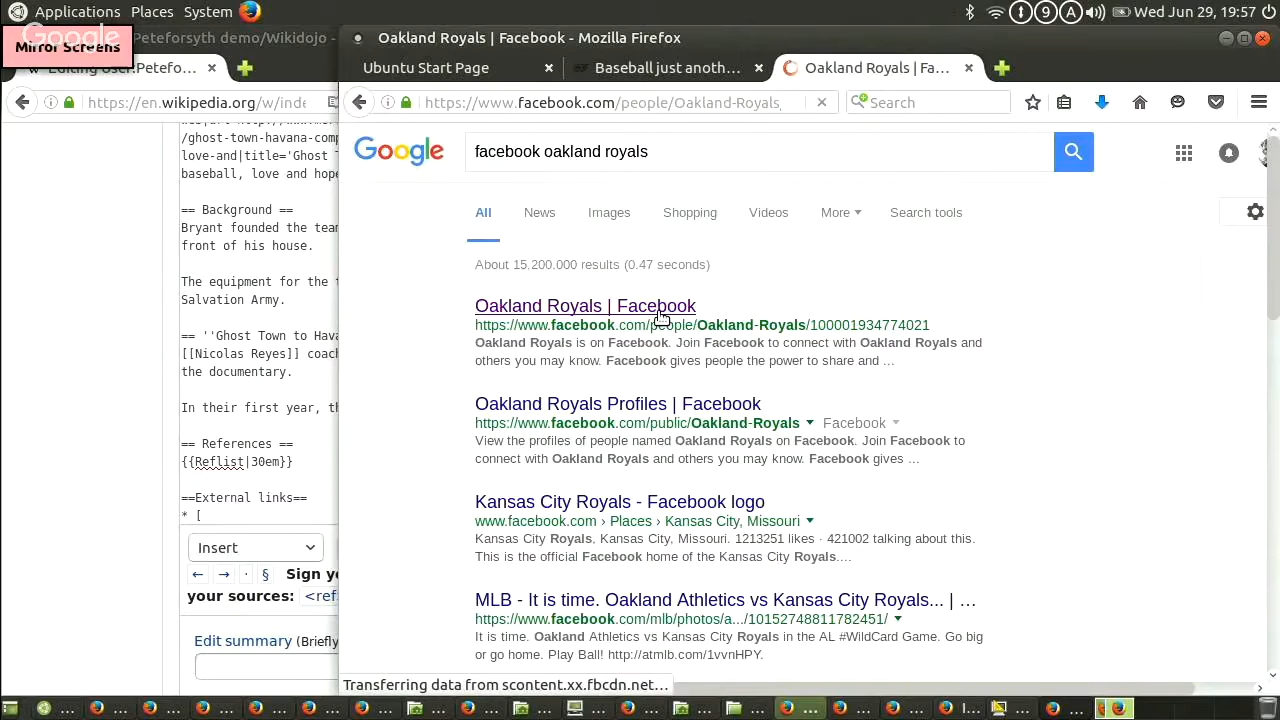 Applications Places System
Wed Jun 29, 19:57
Google
Mirror Screens
Peteforsyth demo/Wikidojo -
Oakland Royals | Facebook - Mozilla Firefox
Editing User:Petefo…
Ubuntu Start Page
Baseball just anoth...
Oakland Royals | Fa...
https://en.wikipedia.org/w/inde
https://www.facebook.com/people/Oakland-Royals
Search
/ghost-town-havana-comp
love-and|title='Ghost T
baseball, love and hope
== Background ==
Bryant founded the team
front of his house.
The equipment for the t
Salvation Army.
== ''Ghost Town to Hava
[[Nicolas Reyes]] coach
the documentary.
In their first year, th
== References ==
{{Reflist|30em}}
==External links==
* [
Insert
← → · § Sign yo
your sources: <ref
Edit summary (Briefly
Google
facebook oakland royals
All News Images Shopping Videos More Search tools
About 15,200,000 results (0.47 seconds)
Oakland Royals | Facebook
https://www.facebook.com/people/Oakland-Royals/100001934774021
Oakland Royals is on Facebook. Join Facebook to connect with Oakland Royals and
others you may know. Facebook gives people the power to share and ...
Oakland Royals Profiles | Facebook
https://www.facebook.com/public/Oakland-Royals Facebook
View the profiles of people named Oakland Royals on Facebook. Join Facebook to
connect with Oakland Royals and others you may know. Facebook gives ...
Kansas City Royals - Facebook logo
www.facebook.com › Places › Kansas City, Missouri
Kansas City Royals, Kansas City, Missouri. 1213251 likes · 421002 talking about this.
This is the official Facebook home of the Kansas City Royals....
MLB - It is time. Oakland Athletics vs Kansas City Royals... | ...
https://www.facebook.com/mlb/photos/a.../10152748811782451/
It is time. Oakland Athletics vs Kansas City Royals in the AL #WildCard Game. Go big
or go home. Play Ball! http://atmlb.com/1vvnHPY.
Transferring data from scontent.xx.fbcdn.net...